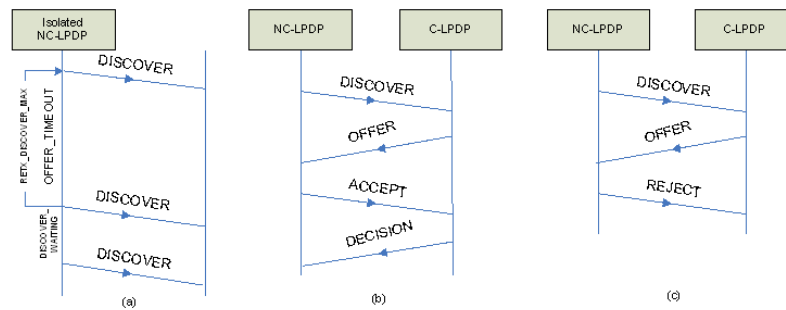 Isolated
NC-LPDP
DISCOVER
RETX_DISCOVER_MAX
OFFER_TIMEOUT
DISCOVER
DISCOVER_
WAITING
DISCOVER
(a)
NC-LPDP
C-LPDP
DISCOVER
OFFER
ACCEPT
DECISION
(b)
NC-LPDP
C-LPDP
DISCOVER
OFFER
REJECT
(c)